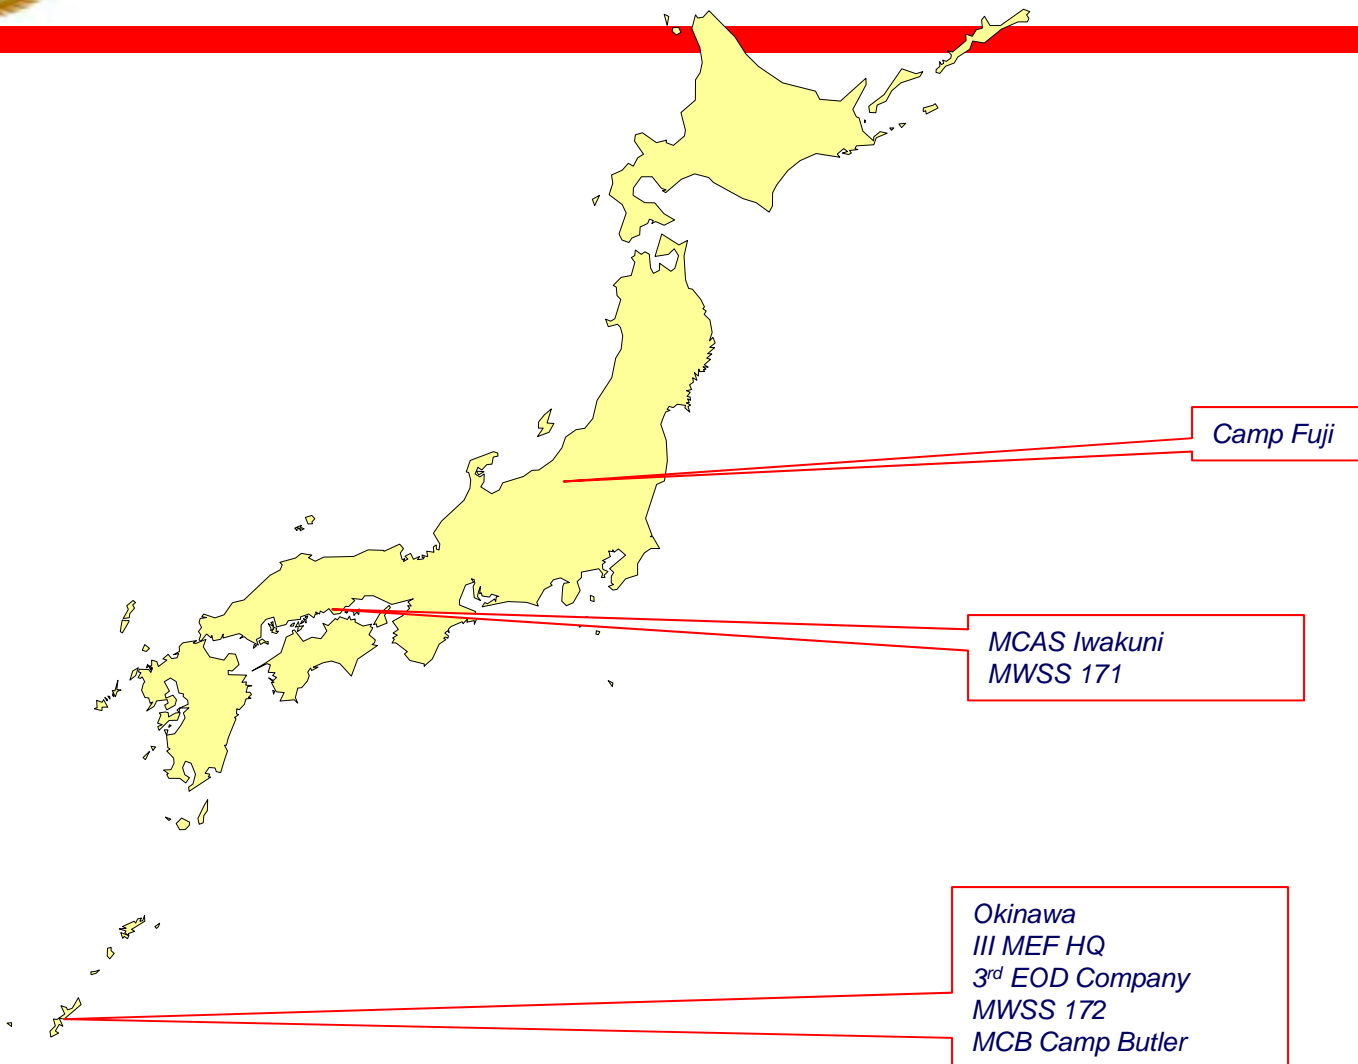 Camp Fuji
MCAS Iwakuni
MWSS 171
Okinawa
III MEF HQ
3rd EOD Company
MWSS 172
MCB Camp Butler